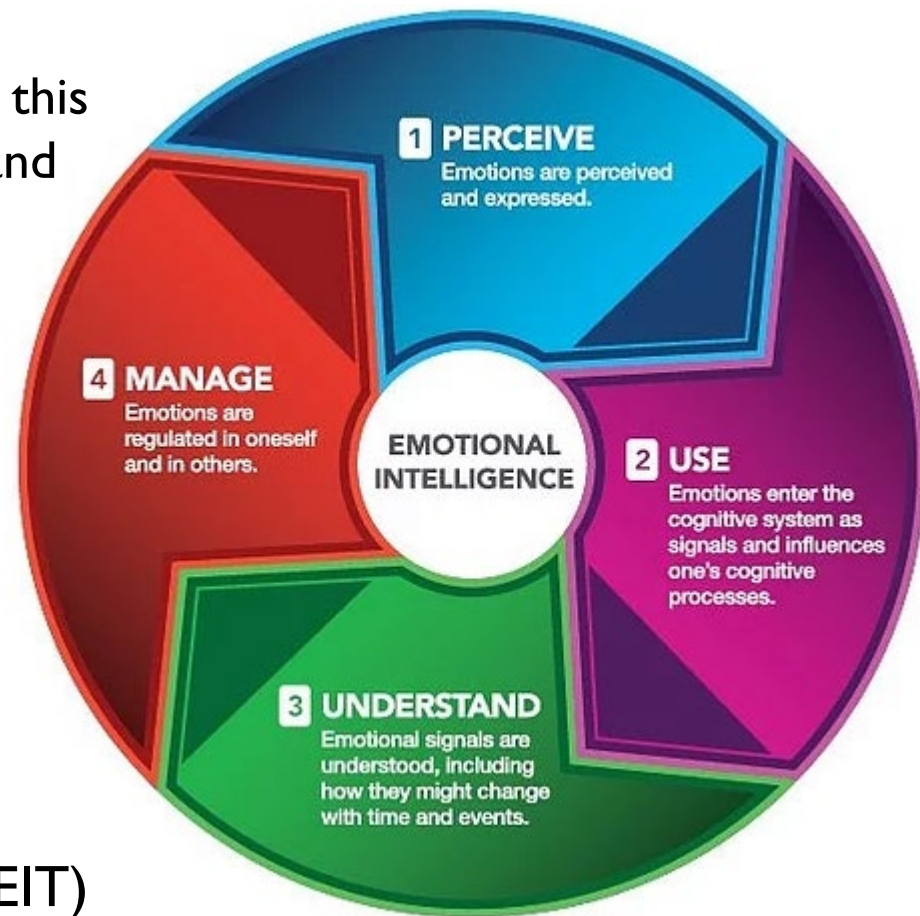 this
and
1 PERCEIVE
Emotions are perceived
and expressed.
2 USE
Emotions enter the
cognitive system as
signals and influences
one's cognitive
processes.
3 UNDERSTAND
Emotional signals are
understood, including
how they might change
with time and events.
4 MANAGE
Emotions are
regulated in oneself
and in others.
EMOTIONAL
INTELLIGENCE
EIT)